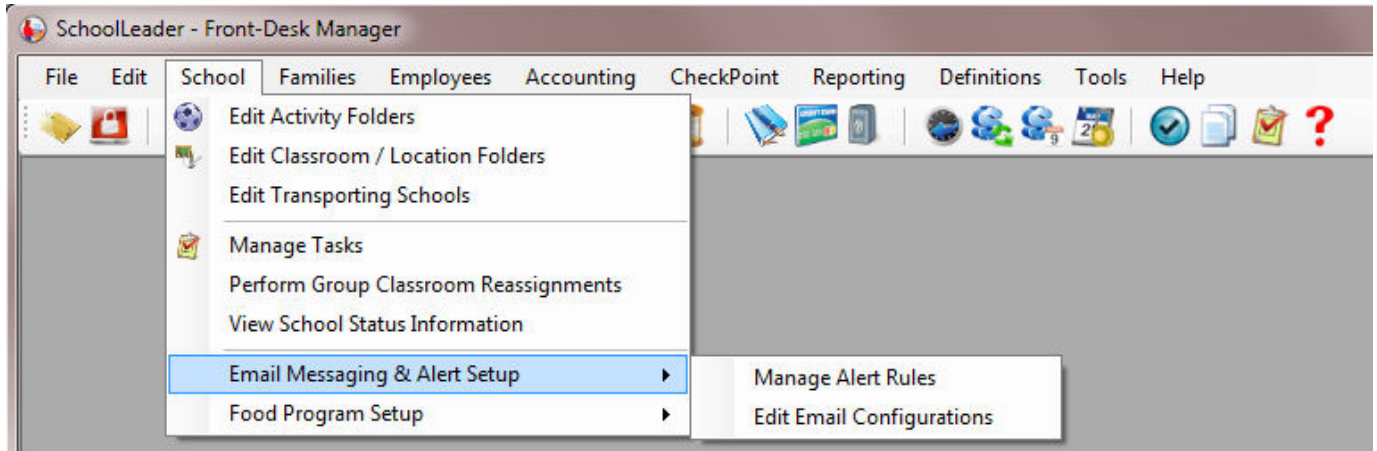 SchoolLeader - Front-Desk Manager
File Edit School Families Employees Accounting CheckPoint Reporting Definitions Tools Help
Edit Activity Folders
Edit Classroom / Location Folders
Edit Transporting Schools
Manage Tasks
Perform Group Classroom Reassignments
View School Status Information
Email Messaging & Alert Setup
Manage Alert Rules
Food Program Setup
Edit Email Configurations